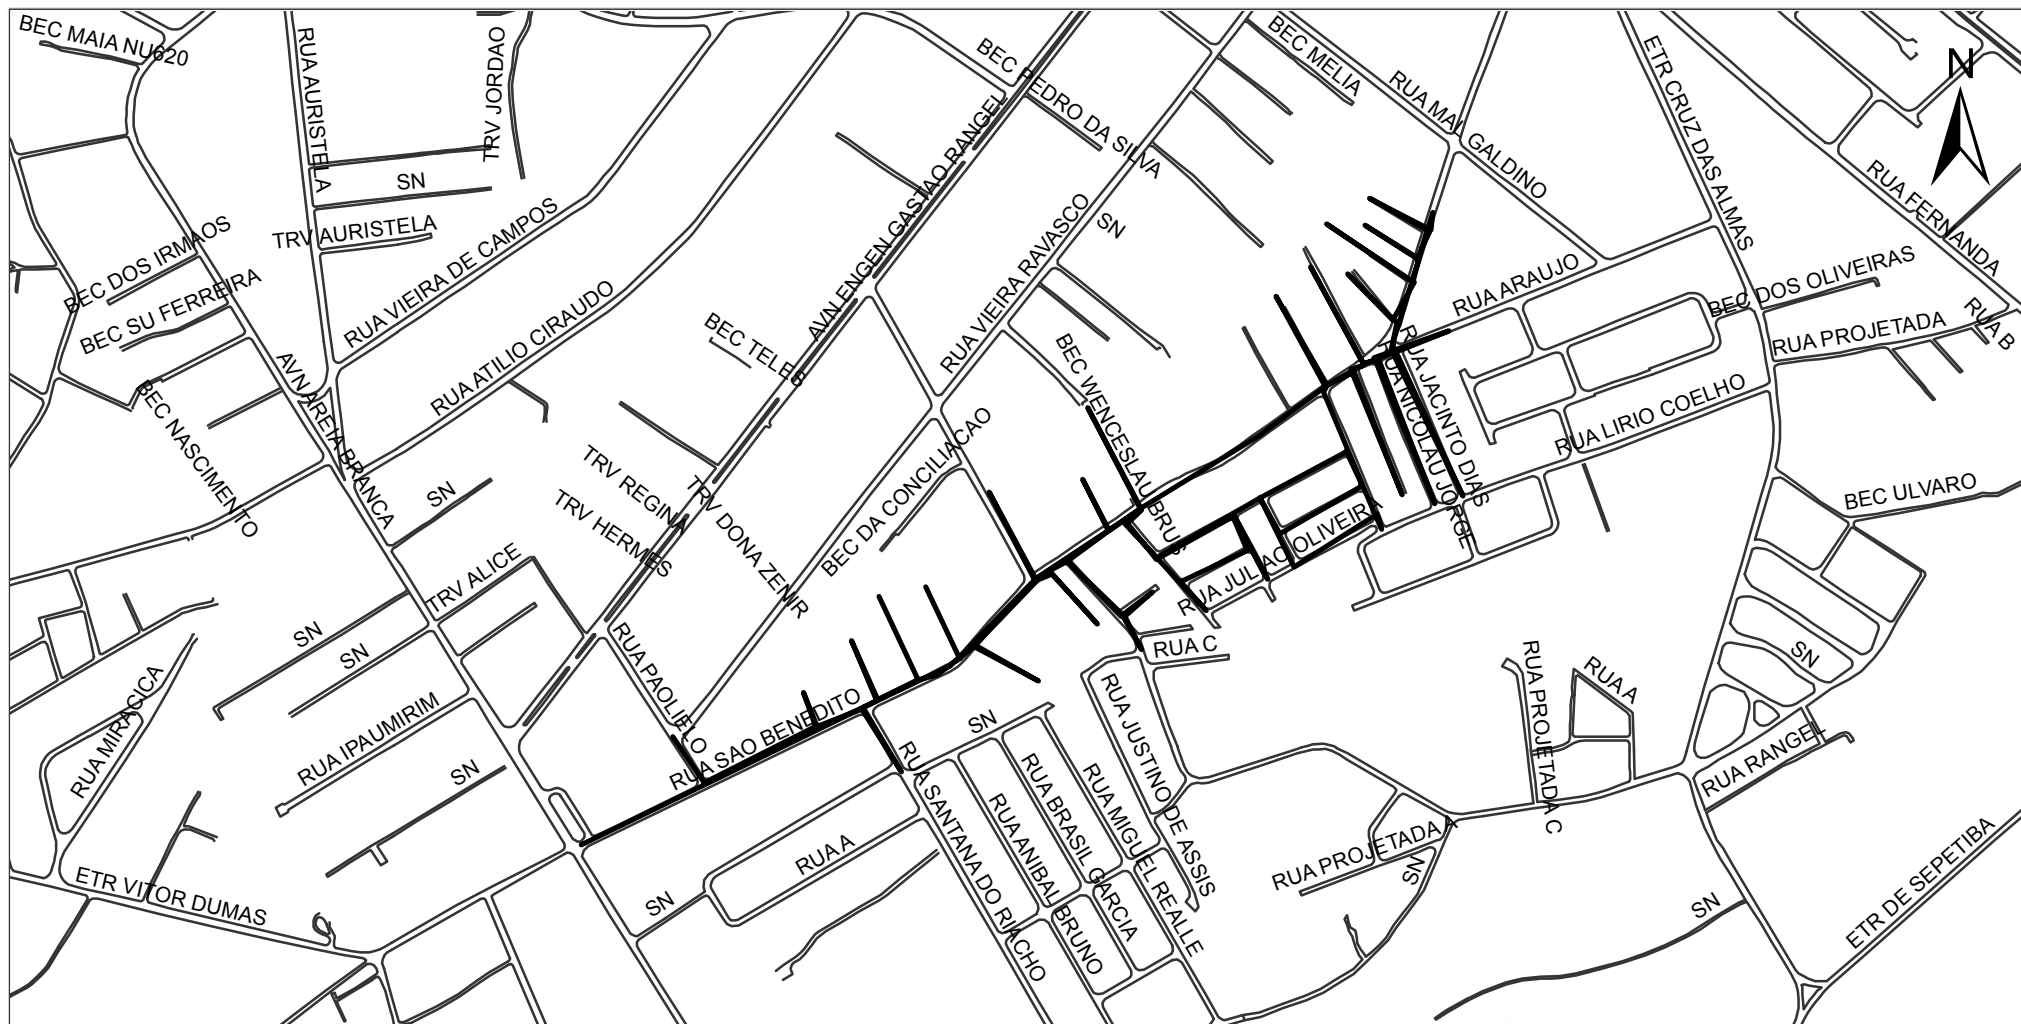 BEC MAIA NU620
RUA AURISTELA
TRV JORDAO
BEC PEDRO DA SILVA
BEC MELIA
RUA MAL GALDINO
ETR CRUZ DAS ALMAS
N
RUA FERNANDA
SN
TRV AURISTELA
BEC DOS IRMAOS
BEC SU FERREIRA
RUA VIEIRA DE CAMPOS
RUA ATILIO CIRAUDO
AVN ENGEN GASTAO RANGEL
RUA VIEIRA RAVASCO
SN
RUA ARAUJO
BEC DOS OLIVEIRAS
RUA PROJETADA
RUA B
BEC TELES
BEC WENCESLAU BRUS
RUA JACINTO DIAS
RUA NICOLAU JORGE
RUA LIRIO COELHO
BEC ULVARO
AVN AREIA BRANCA
BEC NASCIMENTO
SN
TRV REGINA
TRV HERMES
TRV DONA ZENIR
BEC DA CONCILIACAO
RUA JULIAO OLIVEIRA
TRV ALICE
SN
SN
RUA PAOLIELO
RUA C
SN
RUA A
RUA PROJETADA C
RUA MIRACICA
RUA IPAUMIRIM
SN
RUA SAO BENEDITO
SN
RUA JUSTINO DE ASSIS
RUA RANGEL
RUA SANTANA DO RIACHO
RUA ANIBAL BRUNO
RUA BRASIL GARCIA
RUA MIGUEL REALLE
RUA A
RUA PROJETADA A
SMS
ETR VITOR DUMAS
SN
SN
ETR DE SEPETIBA